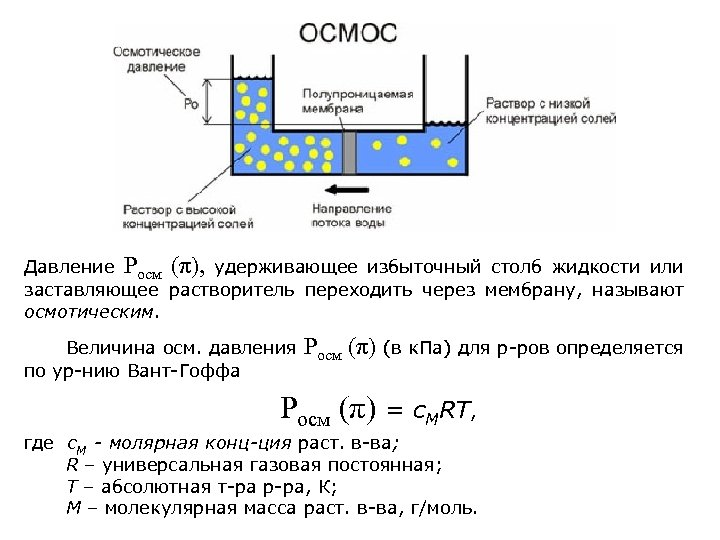 ОСМОС
Осмотическое
давление
Po
Полупроницаемая
мембрана
Раствор с низкой
концентрацией солей
Рествор с высокой
концентрацией солей
Направление
потока воды
Давление Pосм (π), удерживающее избыточный столб жидкости или
заставляющее растворитель переходить через мембрану, называют
осмотическим.
Величина осм. давления Pосм (π) (в кПа) для р-ров определяется
по ур-нию Вант-Гоффа
Pосм (π) = cMRT,
где cM - молярная конц-ция раст. в-ва;
R – универсальная газовая постоянная;
T – абсолютная т-ра р-ра, К;
M – молекулярная масса раст. в-ва, г/моль.